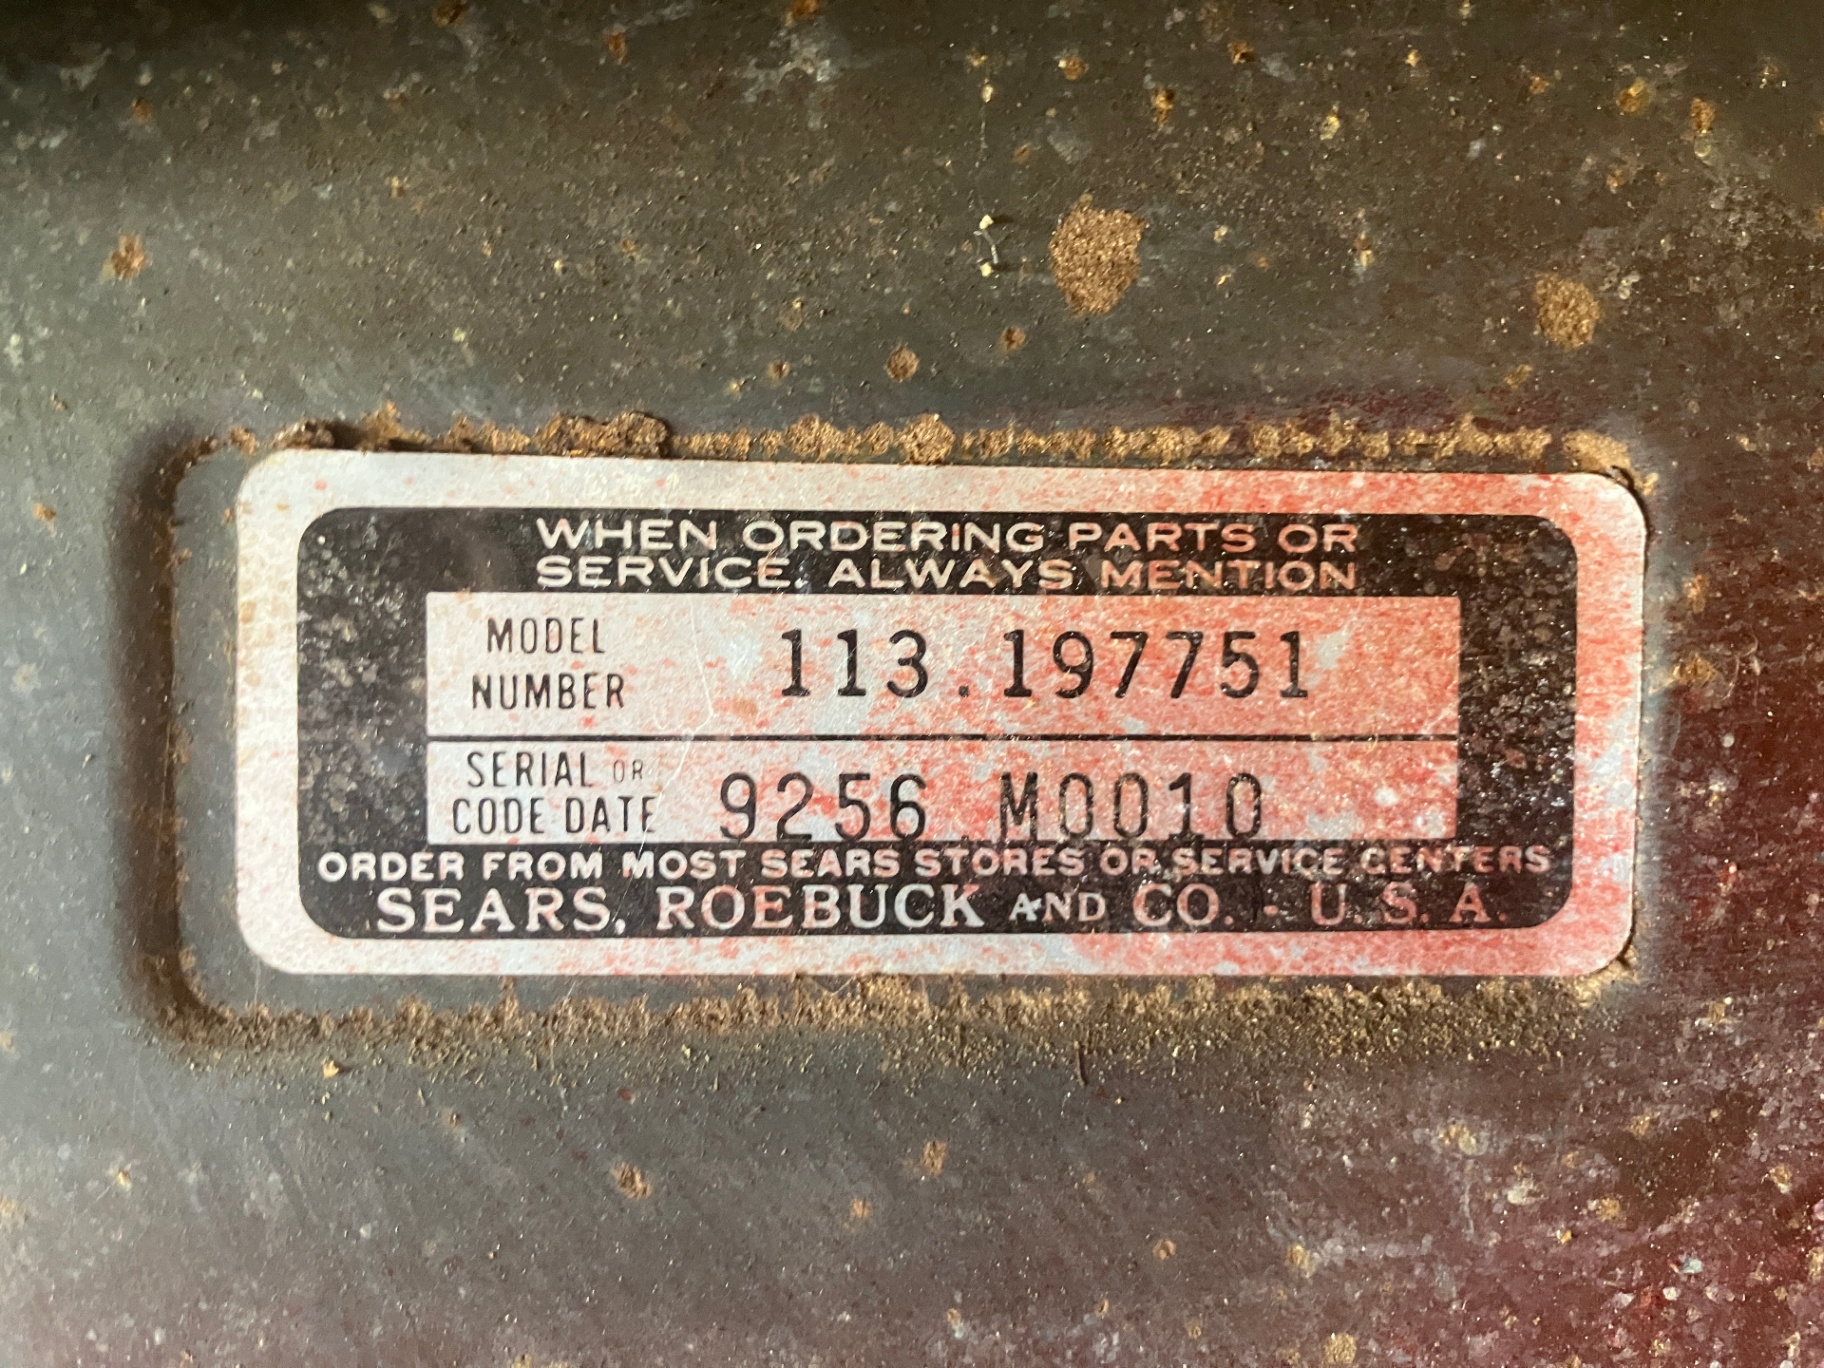 WHEN ORDERING PARTS OR
SERVICE, ALWAYS MENTION
MODEL NUMBER 113.197751
SERIAL OR CODE DATE 9256 M0010
ORDER FROM MOST SEARS STORES OR SERVICE CENTERS
SEARS, ROEBUCK AND CO. - U.S.A.